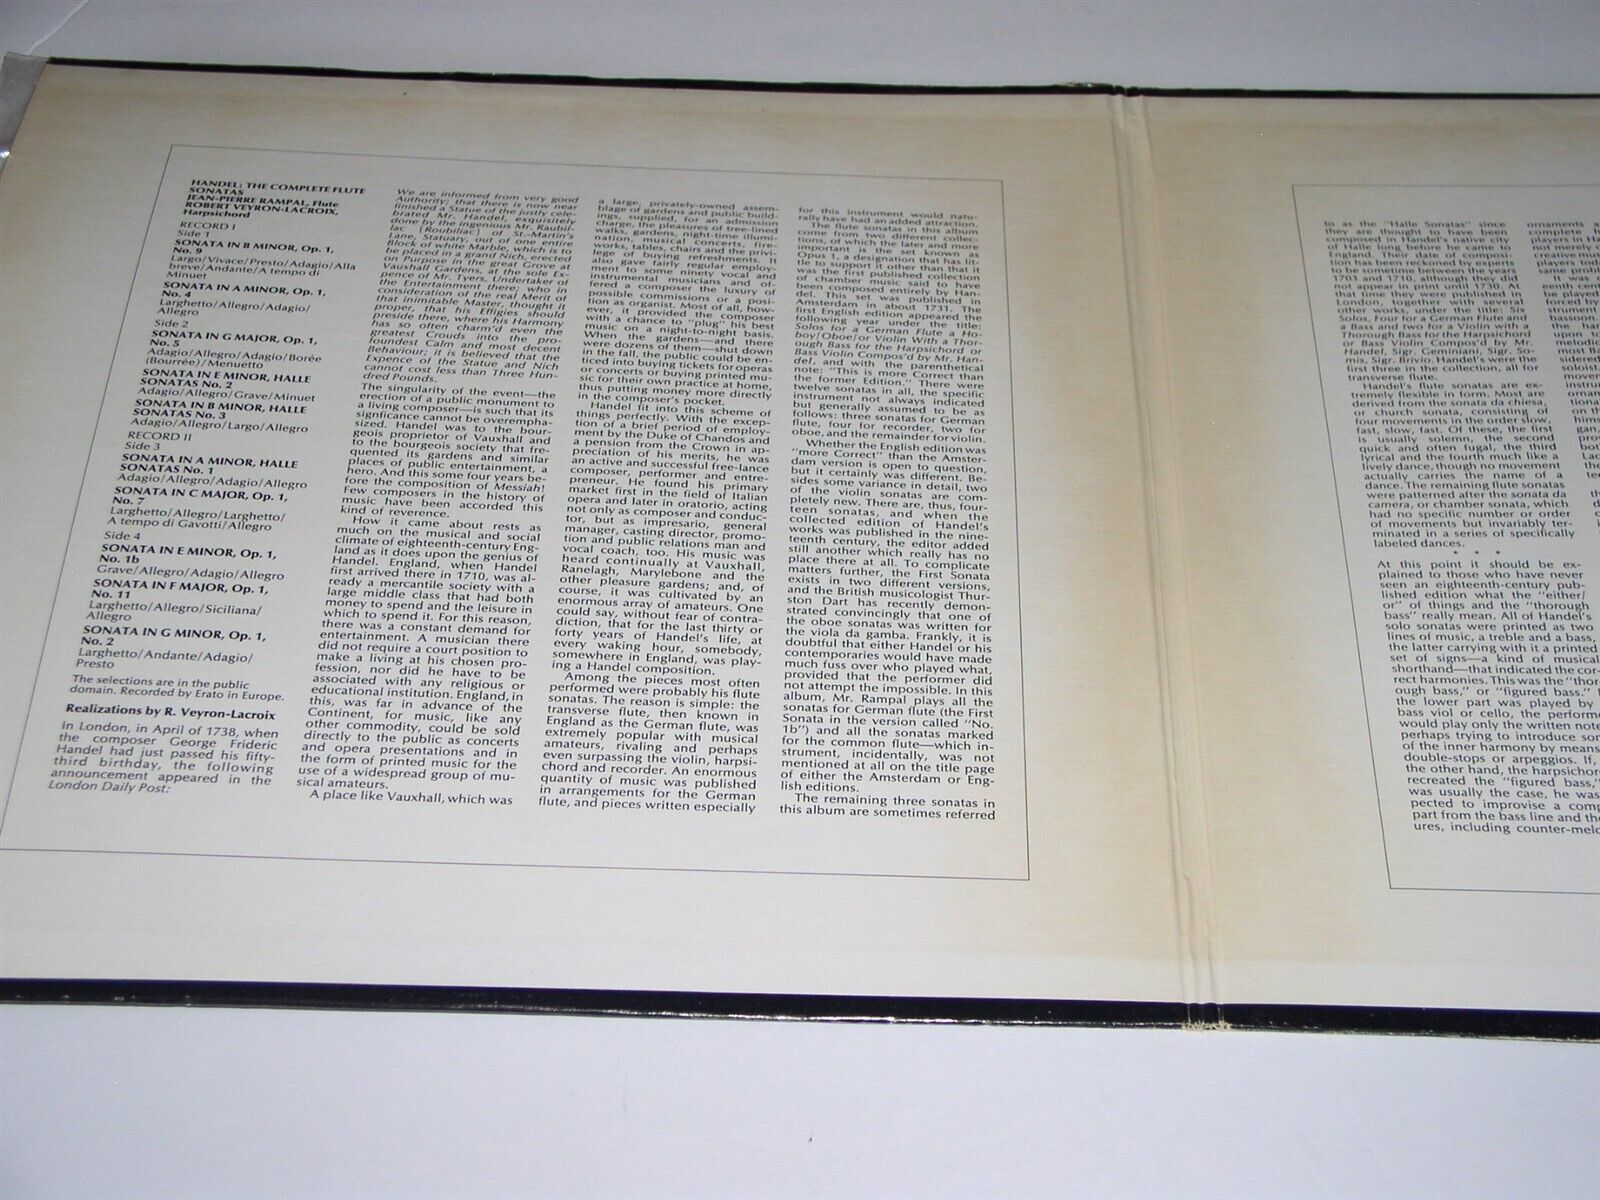 HANDEL: THE COMPLETE FLUTE
SONATAS
JEAN-PIERRE RAMPAL, Flute
ROBERT VEYRON-LACROIX,
Harpsichord
RECORD I
Side 1
SONATA IN B MINOR, Op. 1,
No. 9
Largo/Vivace/Presto/Adagio/Alla
breve/Andante/A tempo di
Minuet
SONATA IN A MINOR, Op. 1,
No. 4
Larghetto/Allegro/Adagio/
Allegro
Side 2
SONATA IN G MAJOR, Op. 1,
No. 5
Adagio/Allegro/Adagio/Borée
(Bourrée)/Menuetto
SONATA IN E MINOR, HALLE
SONATAS No. 2
Adagio/Allegro/Grave/Minuet
SONATA IN B MINOR, HALLE
SONATAS No. 3
Adagio/Allegro/Largo/Allegro
RECORD II
Side 3
SONATA IN A MINOR, HALLE
SONATAS No. 1
Adagio/Allegro/Adagio/Allegro
SONATA IN C MAJOR, Op. 1,
No. 7
Larghetto/Allegro/Larghetto/
A tempo di Gavotti/Allegro
Side 4
SONATA IN E MINOR, Op. 1,
No. 1b
Grave/Allegro/Adagio/Allegro
SONATA IN F MAJOR, Op. 1,
No. 11
Larghetto/Allegro/Siciliana/
Allegro
SONATA IN G MINOR, Op. 1,
No. 2
Larghetto/Andante/Adagio/
Presto
The selections are in the public
domain. Recorded by Erato in Europe.
Realizations by R. Veyron-Lacroix
In London, in April of 1738, when
the composer George Frideric
Handel had just passed his fifty-
third birthday, the following
announcement appeared in the
London Daily Post:
We are informed from very good
Authority; that there is now near
finished a Statue of the justly cele-
brated Mr. Handel, exquisitely
done by the ingenious Mr. Raubil-
lac [Roubiliac] of St.-Martin's
Lane, Statuary, out of one entire
Block of white Marble, which is to
be placed in a grand Nich, erected
on Purpose in the great Grove at
Vauxhall Gardens, at the sole Ex-
pence of Mr. Tyers, Undertaker of
the Entertainment there; who in
consideration of the real Merit of
that inimitable Master, thought it
proper, that his Effigies should
preside there, where his Harmony
has so often charm'd even the
greatest Crouds into the pro-
foundest Calm and most decent
Behaviour; it is believed that the
Expence of the Statue and Nich
cannot cost less than Three Hun-
dred Pounds.
The singularity of the event—the
erection of a public monument to
a living composer—is such that its
significance cannot be overempha-
sized. Handel was to the bour-
geois proprietor of Vauxhall and
to the bourgeois society that fre-
quented its gardens and similar
places of public entertainment, a
hero. And this some four years be-
fore the composition of Messiah!
Few composers in the history of
music have been accorded this
kind of reverence.
How it came about rests as
much on the musical and social
climate of eighteenth-century Eng-
land as it does upon the genius of
Handel. England, when Handel
first arrived there in 1710, was al-
ready a mercantile society with a
large middle class that had both
money to spend and the leisure in
which to spend it. For this reason,
there was a constant demand for
entertainment. A musician there
did not require a court position to
make a living at his chosen pro-
fession, nor did he have to be
associated with any religious or
educational institution. England, in
this, was far in advance of the
Continent, for music, like any
other commodity, could be sold
directly to the public as concerts
and opera presentations and in
the form of printed music for the
use of a widespread group of mu-
sical amateurs.
A place like Vauxhall, which was
a large, privately-owned assem-
blage of gardens and public build-
ings, supplied, for an admission
charge, the pleasures of tree-lined
walks, gardens, night-time illumi-
nation, musical concerts, fire-
works, tables, chairs and the privi-
lege of buying refreshments. It
also gave fairly regular employ-
ment to some ninety vocal and
instrumental musicians and of-
fered a composer the luxury of
possible commissions or a posi-
tion as organist. Most of all, how-
ever, it provided the composer
with a chance to "plug" his best
music on a night-to-night basis.
When the gardens—and there
were dozens of them—shut down
in the fall, the public could be en-
ticed into buying tickets for operas
or concerts or buying printed mu-
sic for their own practice at home,
thus putting money more directly
in the composer's pocket.
Handel fit into this scheme of
things perfectly. With the excep-
tion of a brief period of employ-
ment by the Duke of Chandos and
a pension from the Crown in ap-
preciation of his merits, he was
an active and successful free-lance
composer, performer and entre-
preneur. He found his primary
market first in the field of Italian
opera and later in oratorio, acting
not only as composer and conduc-
tor, but as impresario, general
manager, casting director, promo-
tion and public relations man and
vocal coach, too. His music was
heard continually at Vauxhall,
Ranelagh, Marylebone and the
other pleasure gardens; and, of
course, it was cultivated by an
enormous array of amateurs. One
could say, without fear of contra-
diction, that for the last thirty or
forty years of Handel's life, at
every waking hour, somebody,
somewhere in England, was play-
ing a Handel composition.
Among the pieces most often
performed were probably his flute
sonatas. The reason is simple: the
transverse flute, then known in
England as the German flute, was
extremely popular with musical
amateurs, rivaling and perhaps
even surpassing the violin, harpsi-
chord and recorder. An enormous
quantity of music was published
in arrangements for the German
flute, and pieces written especially
for this instrument would natu-
rally have had an added attraction.
The flute sonatas in this album
come from two different collec-
tions, of which the later and more
important is the set known as
Opus 1, a designation that has lit-
tle to support it other than that it
was the first published collection
of chamber music said to have
been composed entirely by Han-
del. This set was published in
Amsterdam in about 1731. The
first English edition appeared the
following year under the title:
Solos for a German Flute a Ho-
boy/Oboe/or Violin With a Thor-
ough Bass for the Harpsichord or
Bass Violin Compos'd by Mr. Han-
del, and with the parenthetical
note: "This is more Correct than
the former Edition." There were
twelve sonatas in all, the specific
instrument not always indicated
but generally assumed to be as
follows: three sonatas for German
flute, four for recorder, two for
oboe, and the remainder for violin.
Whether the English edition was
"more Correct" than the Amster-
dam version is open to question,
but it certainly was different. Be-
sides some variance in detail, two
of the violin sonatas are com-
pletely new. There are, thus, four-
teen sonatas, and when the
collected edition of Handel's
works was published in the nine-
teenth century, the editor added
still another which really has no
place there at all. To complicate
matters further, the First Sonata
exists in two different versions,
and the British musicologist Thur-
ston Dart has recently demon-
strated convincingly that one of
the oboe sonatas was written for
the viola da gamba. Frankly, it is
doubtful that either Handel or his
contemporaries would have made
much fuss over who played what,
provided that the performer did
not attempt the impossible. In this
album, Mr. Rampal plays all the
sonatas for German flute (the First
Sonata in the version called "No.
1b") and all the sonatas marked
for the common flute—which in-
strument, incidentally, was not
mentioned at all on the title page
of either the Amsterdam or Eng-
lish editions.
The remaining three sonatas in
this album are sometimes referred
to as the "Halle Sonatas" since
they are thought to have been
composed in Handel's native city
of Halle long before he came to
England. Their date of composi-
tion has been reckoned by experts
to be sometime between the years
1703 and 1710, although they did
not appear in print until 1730. At
that time they were published in
London, together with several
other works, under the title: Six
Solos, Four for a German Flute and
a Bass and two for a Violin with a
Thorough Bass for the Harpsichord
or Bass Violin Compos'd by Mr.
Handel, Sigr. Geminiani, Sigr. So-
mis, Sigr. Brivio. Handel's were the
first three in the collection, all for
transverse flute.
Handel's flute sonatas are ex-
tremely flexible in form. Most are
derived from the sonata da chiesa,
or church sonata, consisting of
four movements in the order slow,
fast, slow, fast. Of these, the first
is usually solemn, the second
quick and often fugal, the third
lyrical and the fourth much like a
lively dance, though no movement
actually carries the name of a
dance. The remaining flute sonatas
were patterned after the sonata da
camera, or chamber sonata, which
had no specific number or order
of movements but invariably ter-
minated in a series of specifically
labeled dances.
* * *
At this point it should be ex-
plained to those who have never
seen an eighteenth-century pub-
lished edition what the "either/
or" of things and the "thorough
bass" really mean. All of Handel's
solo sonatas were printed as two
lines of music, a treble and a bass,
the latter carrying with it a printed
set of signs—a kind of musical
shorthand—that indicated the cor-
rect harmonies. This was the "thor-
ough bass," or "figured bass."
the lower part was played by
bass viol or cello, the performe
would play only the written note
perhaps trying to introduce so
of the inner harmony by means
double-stops or arpeggios. If,
the other hand, the harpsichor
recreated the "figured bass,"
was usually the case, he was
pected to improvise a comp
part from the bass line and the
ures, including counter-melo
ornaments a
complete
players in Ha
not merely
creative mus
players tod
same probl
It was
teenth cent
be played
forced by
strument
bassoon
the har
upon
melodic
most Ba
sidered
soloist.
movem
instru
ornam
tional
on th